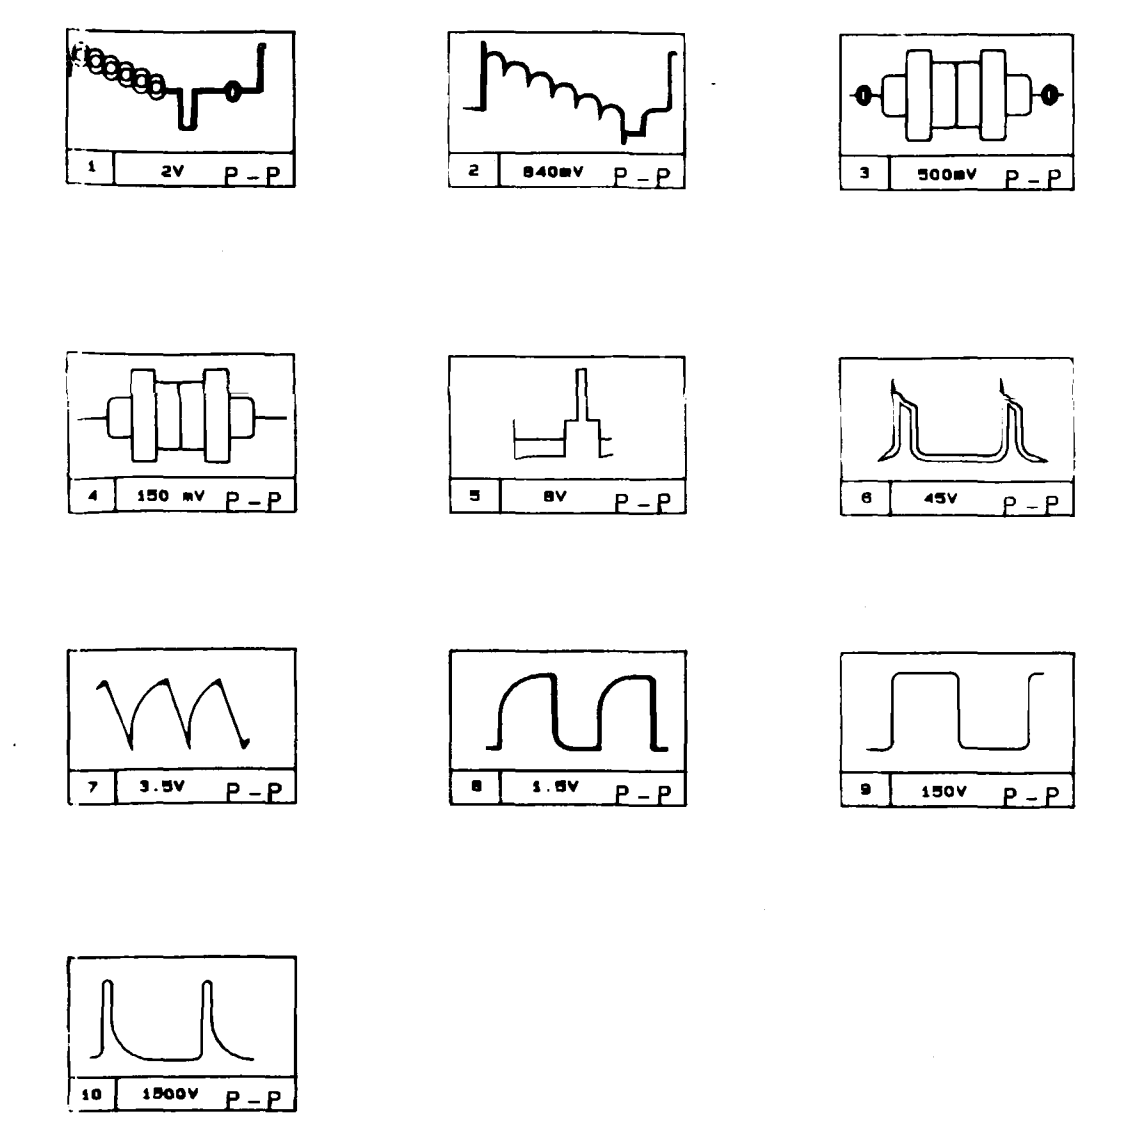 1 2V P-P
2 840mV P-P
3 500mV P-P
4 150 mV P-P
5 8V P-P
6 45V P-P
7 3.5V P-P
8 1.5V P-P
9 150V P-P
10 1500V P-P